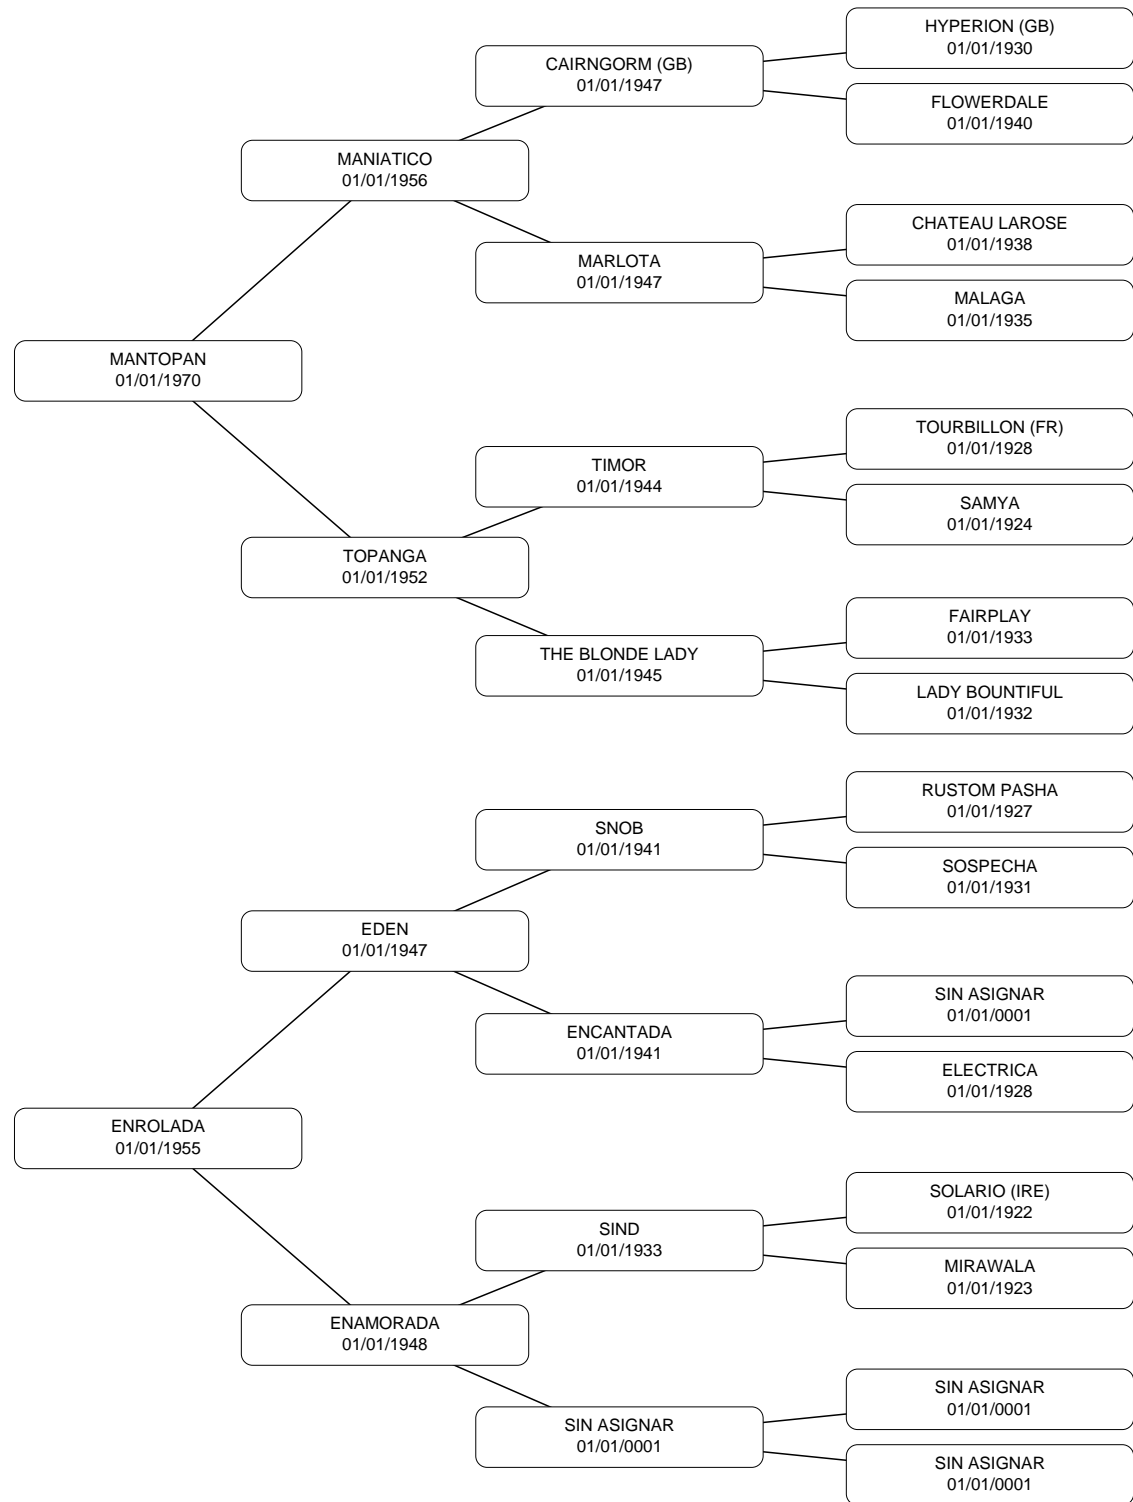 HYPERION (GB)
01/01/1930
CAIRNGORM (GB)
01/01/1947
FLOWERDALE
01/01/1940
MANIATICO
01/01/1956
CHATEAU LAROSE
01/01/1938
MARLOTA
01/01/1947
MALAGA
01/01/1935
MANTOPAN
01/01/1970
TOURBILLON (FR)
01/01/1928
TIMOR
01/01/1944
SAMYA
01/01/1924
TOPANGA
01/01/1952
FAIRPLAY
01/01/1933
THE BLONDE LADY
01/01/1945
LADY BOUNTIFUL
01/01/1932
RUSTOM PASHA
01/01/1927
SNOB
01/01/1941
SOSPECHA
01/01/1931
EDEN
01/01/1947
SIN ASIGNAR
01/01/0001
ENCANTADA
01/01/1941
ELECTRICA
01/01/1928
ENROLADA
01/01/1955
SOLARIO (IRE)
01/01/1922
SIND
01/01/1933
MIRAWALA
01/01/1923
ENAMORADA
01/01/1948
SIN ASIGNAR
01/01/0001
SIN ASIGNAR
01/01/0001
SIN ASIGNAR
01/01/0001